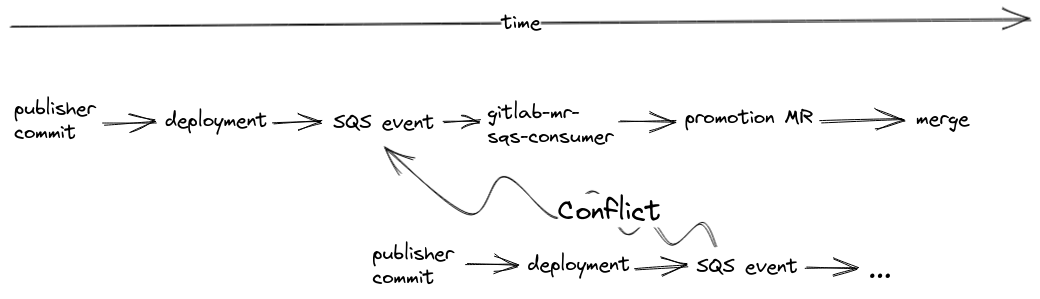 time
publisher
commit
deployment
SQS event
gitlab-mr-
sqs-consumer
promotion MR
merge
Conflict
publisher
commit
deployment
SQS event
...